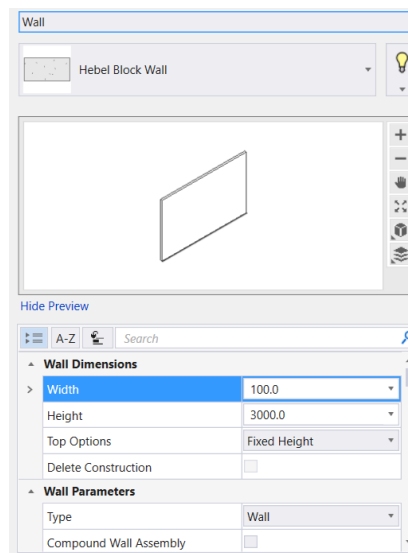 Wall
Hebel Block Wall
Hide Preview
A-Z Search
Wall Dimensions
Width 100.0
Height 3000.0
Top Options Fixed Height
Delete Construction
Wall Parameters
Type Wall
Compound Wall Assembly